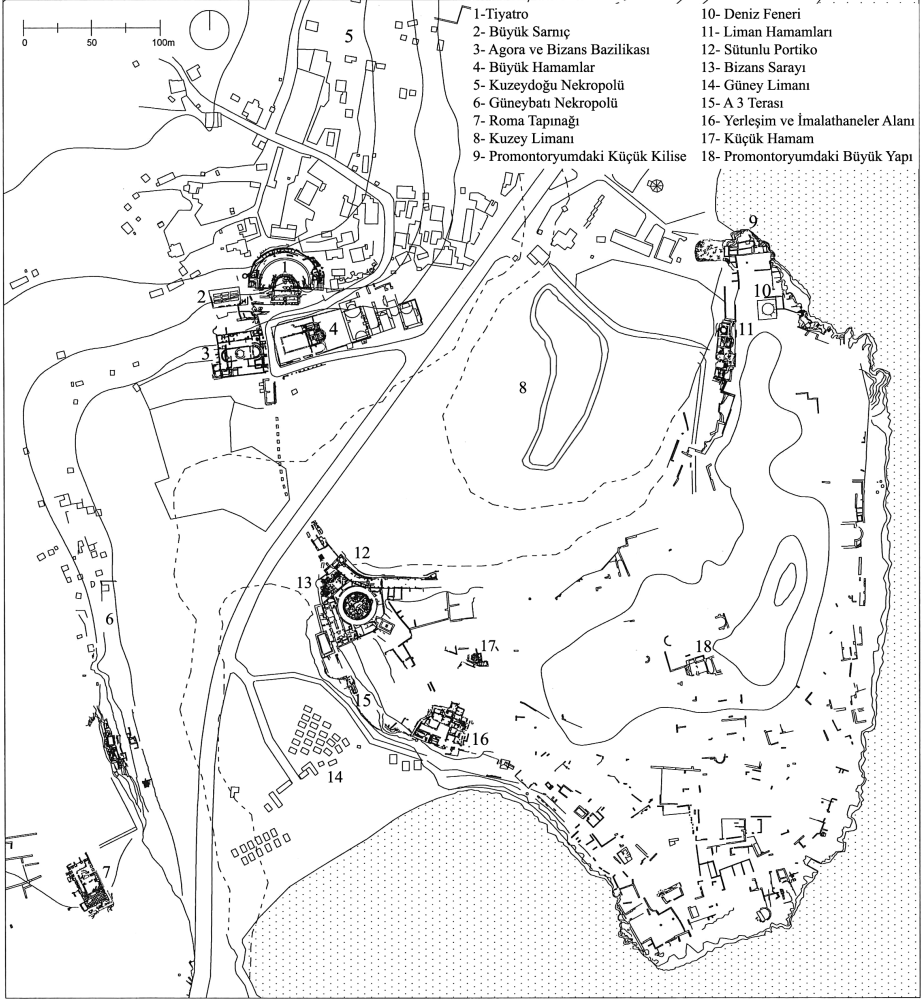 0 50 100m
1-Tiyatro
2- Büyük Sarnıç
3- Agora ve Bizans Bazilikası
4- Büyük Hamamlar
5- Kuzeydoğu Nekropolü
6- Güneybatı Nekropolü
7- Roma Tapınağı
8- Kuzey Limanı
9- Promontoryumdaki Küçük Kilise
10- Deniz Feneri
11- Liman Hamamları
12- Sütunlu Portiko
13- Bizans Sarayı
14- Güney Limanı
15- A 3 Terası
16- Yerleşim ve İmalathaneler Alanı
17- Küçük Hamam
18- Promontoryumdaki Büyük Yapı
5
9
1
2
10
4
11
3
8
12
13
6
17
18
15
16
14
7